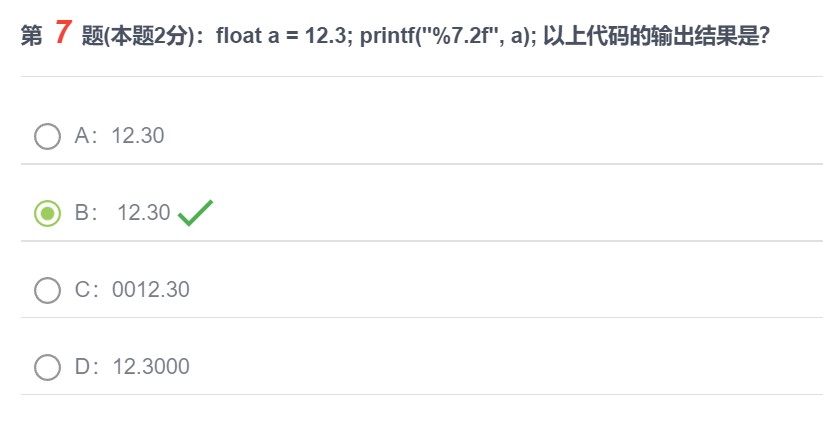 第 7 题(本题2分)：float a = 12.3; printf("%7.2f", a); 以上代码的输出结果是?
A：12.30
B： 12.30
C：0012.30
D：12.3000